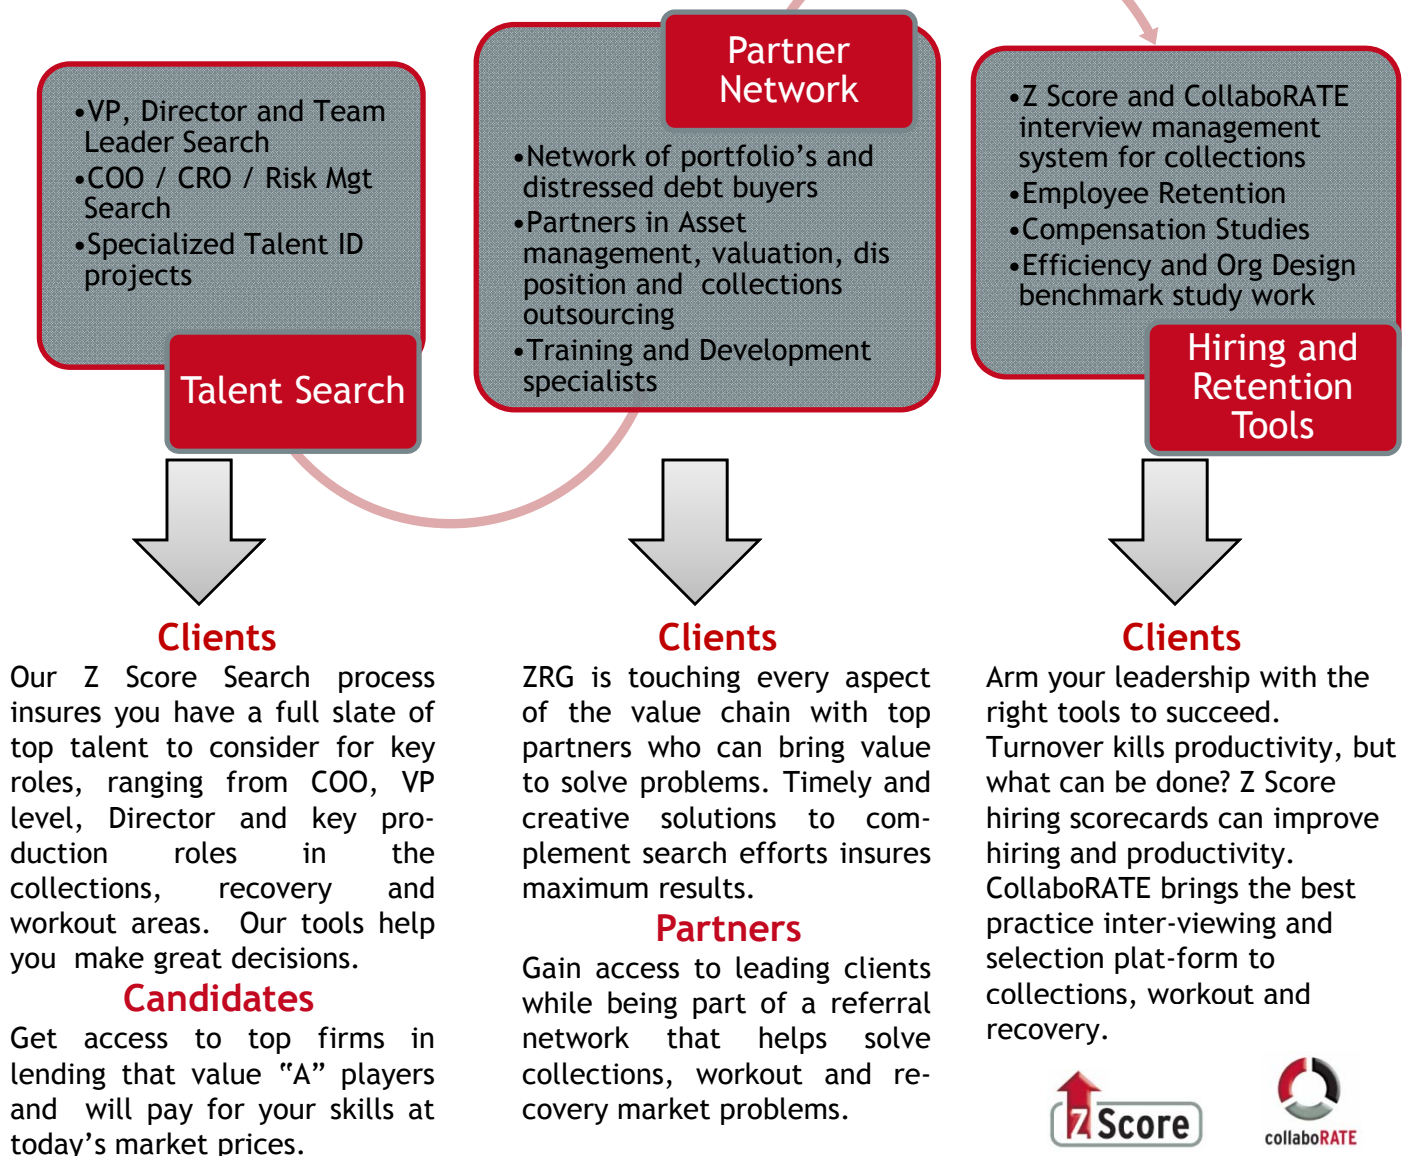 •VP, Director and Team
Leader Search
•COO / CRO / Risk Mgt
Search
•Specialized Talent ID
projects
Talent Search
Partner
Network
•Network of portfolio’s and
distressed debt buyers
•Partners in Asset
management, valuation, dis
position and  collections
outsourcing
•Training and Development
specialists
•Z Score and CollaboRATE
interview management
system for collections
•Employee Retention
•Compensation Studies
•Efficiency and Org Design
benchmark study work
Hiring and
Retention
Tools
Clients
Our Z Score Search process
insures you have a full slate of
top talent to consider for key
roles, ranging from COO, VP
level, Director and key pro-
duction roles in the
collections, recovery and
workout areas.  Our tools help
you  make great decisions.
Candidates
Get access to top firms in
lending that value “A” players
and  will pay for your skills at
today’s market prices.
Clients
ZRG is touching every aspect
of the value chain with top
partners who can bring value
to solve problems. Timely and
creative solutions to com-
plement search efforts insures
maximum results.
Partners
Gain access to leading clients
while being part of a referral
network that helps solve
collections, workout and re-
covery market problems.
Clients
Arm your leadership with the
right tools to succeed.
Turnover kills productivity, but
what can be done? Z Score
hiring scorecards can improve
hiring and productivity.
CollaboRATE brings the best
practice inter-viewing and
selection plat-form to
collections, workout and
recovery.
Z Score
collaboRATE